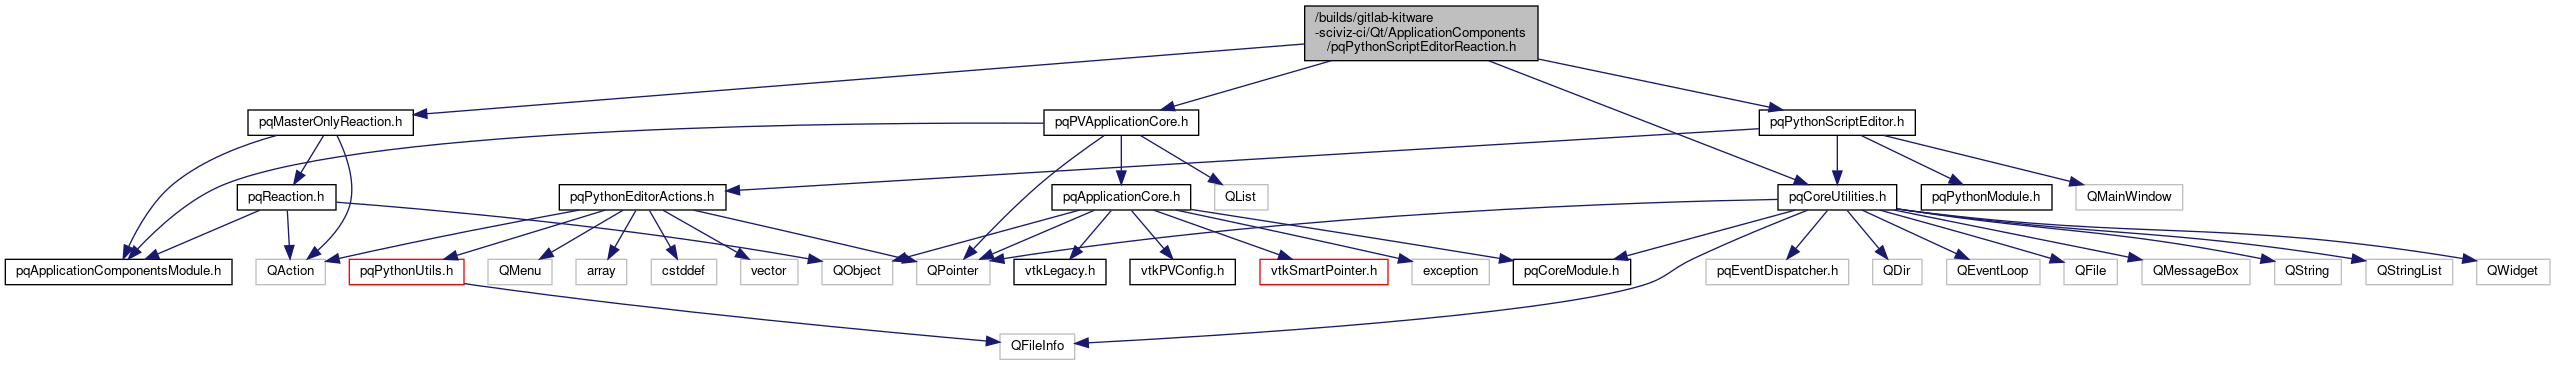 /builds/gitlab-kitware
-sciviz-ci/Qt/ApplicationComponents
/pqPythonScriptEditorReaction.h
pqMasterOnlyReaction.h
pqPVApplicationCore.h
pqPythonScriptEditor.h
pqReaction.h
pqPythonEditorActions.h
pqApplicationCore.h
QList
pqCoreUtilities.h
pqPythonModule.h
QMainWindow
pqApplicationComponentsModule.h
QAction
pqPythonUtils.h
QMenu
array
cstddef
vector
QObject
QPointer
vtkLegacy.h
vtkPVConfig.h
vtkSmartPointer.h
exception
pqCoreModule.h
pqEventDispatcher.h
QDir
QEventLoop
QFile
QMessageBox
QString
QStringList
QWidget
QFileInfo